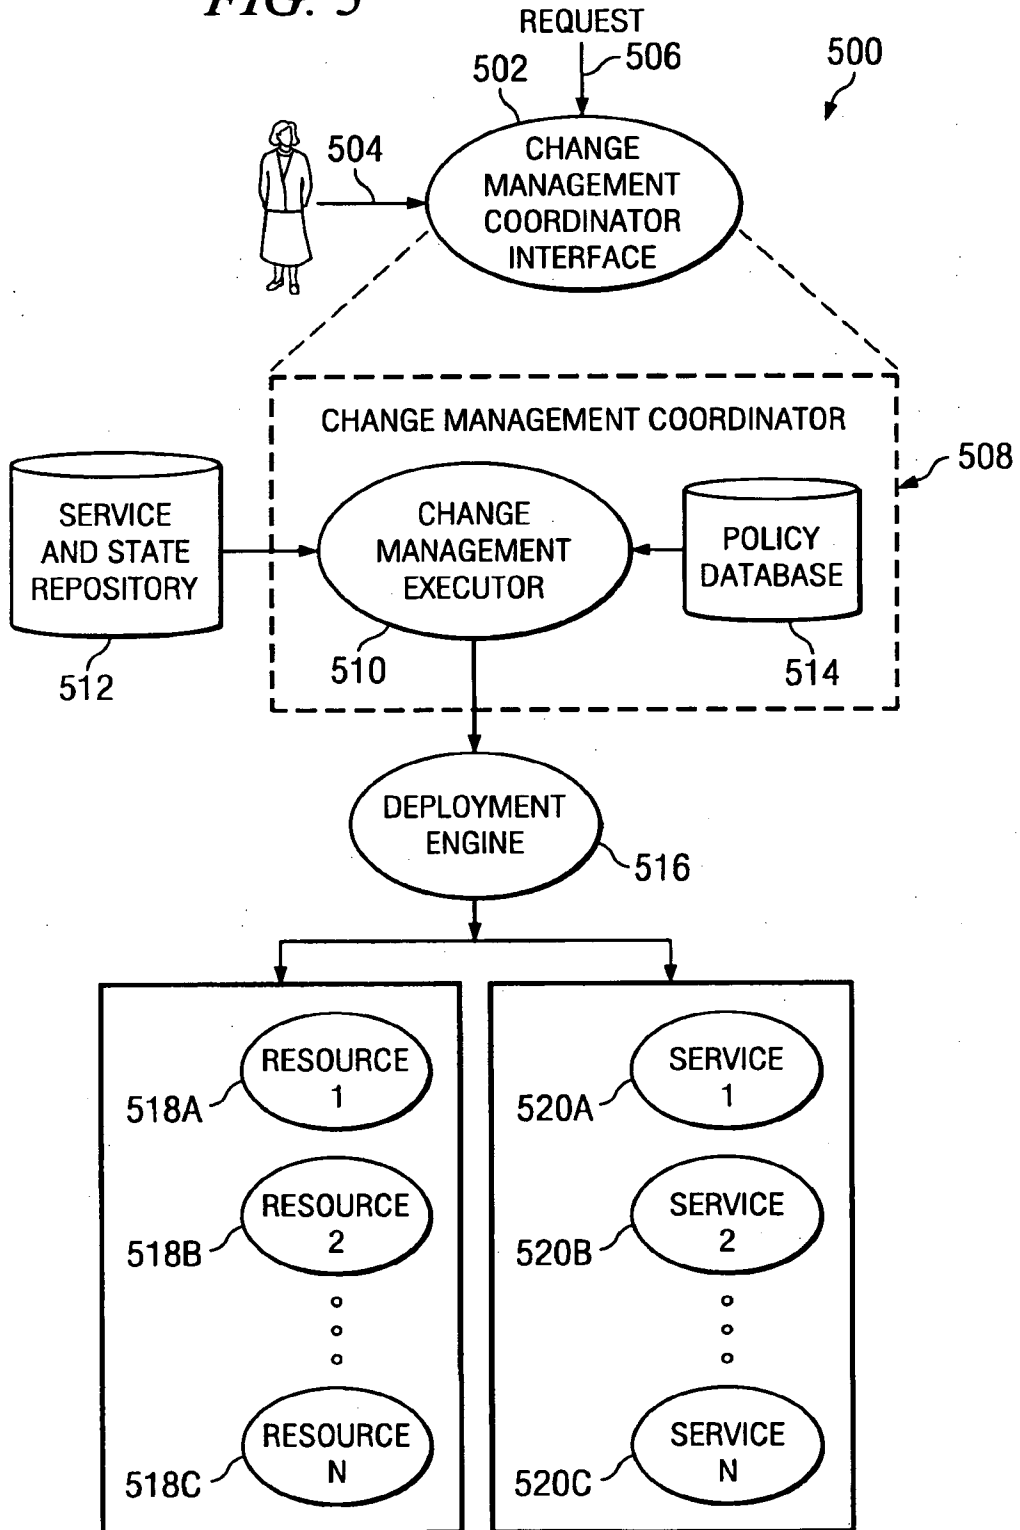 FIG. 5
REQUEST
506
502
500
504
CHANGE
MANAGEMENT
COORDINATOR
INTERFACE
CHANGE MANAGEMENT COORDINATOR
508
SERVICE
AND STATE
REPOSITORY
CHANGE
MANAGEMENT
EXECUTOR
POLICY
DATABASE
512
510
514
DEPLOYMENT
ENGINE
516
RESOURCE
1
518A
RESOURCE
2
518B
RESOURCE
N
518C
SERVICE
1
520A
SERVICE
2
520B
SERVICE
N
520C